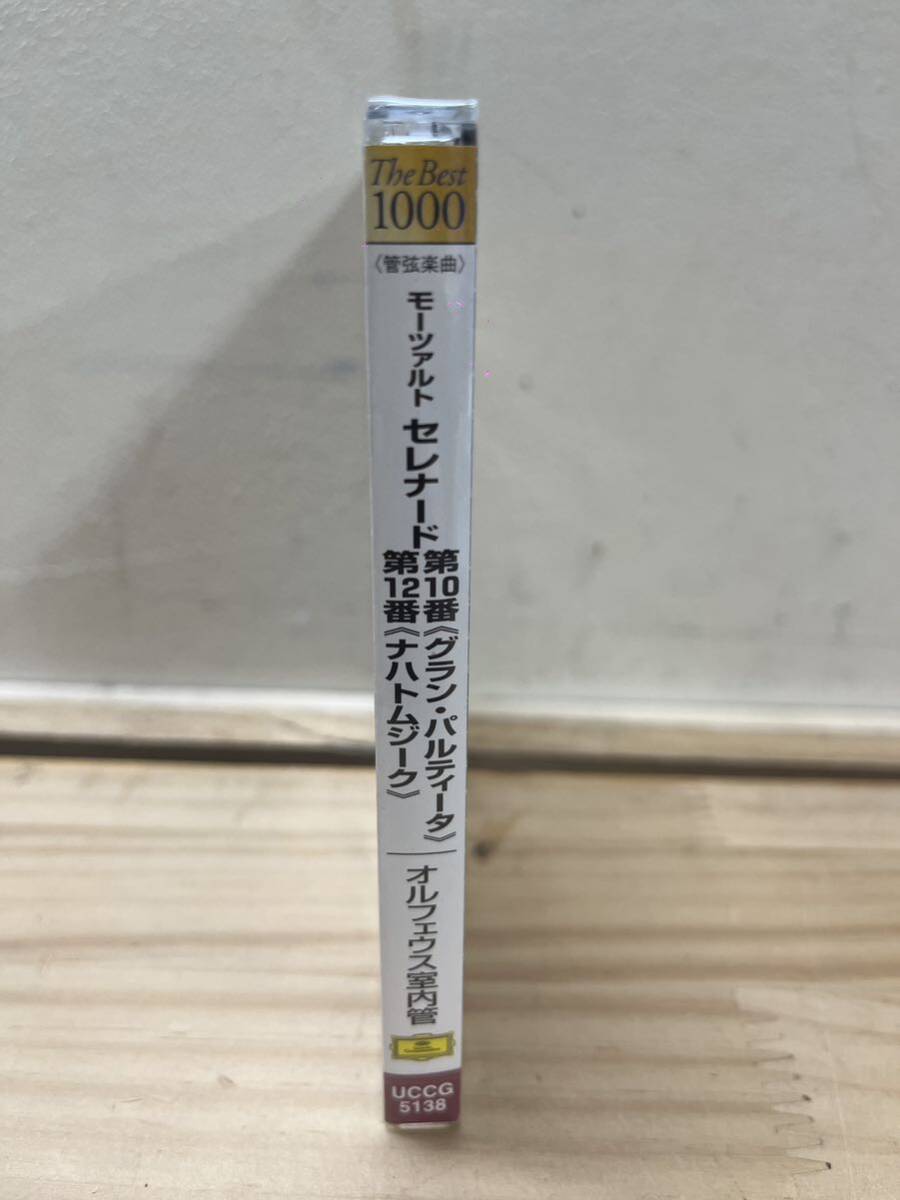 The Best
1000
〈管弦楽曲〉
モーツァルト セレナード
第10番《グラン・パルティータ》
第12番《ナハトムジーク》
オルフェウス室内管
UCCG
5138